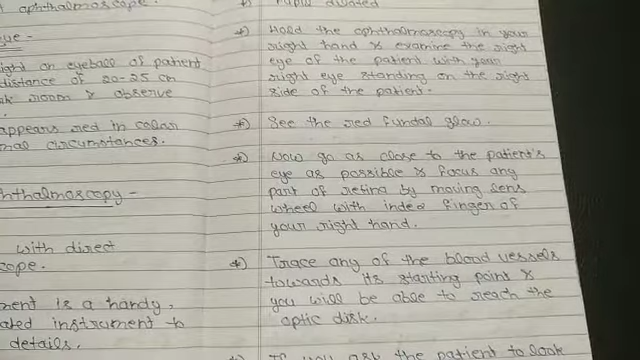 ophthalmoscope.
ight on eyeball of patient
distance of 20-25 cm
room & observe
appears red in colour
mal circumstances.
hthalmoscopy -
with direct
cope.
ment is a handy,
ated instrument to
details.
Pupil dilated
*) Hold the ophthalmoscopy in your
right hand & examine the right
eye of the patient with your
right eye standing on the right
side of the patient.
*) See the red fundal glow.
*) Now go as close to the patient's
eye as possible & focus any
part of retina by moving lens
wheel with index finger of
your right hand.
*) Trace any of the blood vessels
towards its starting point &
you will be able to reach the
optic disk.
If you ask the patient to look